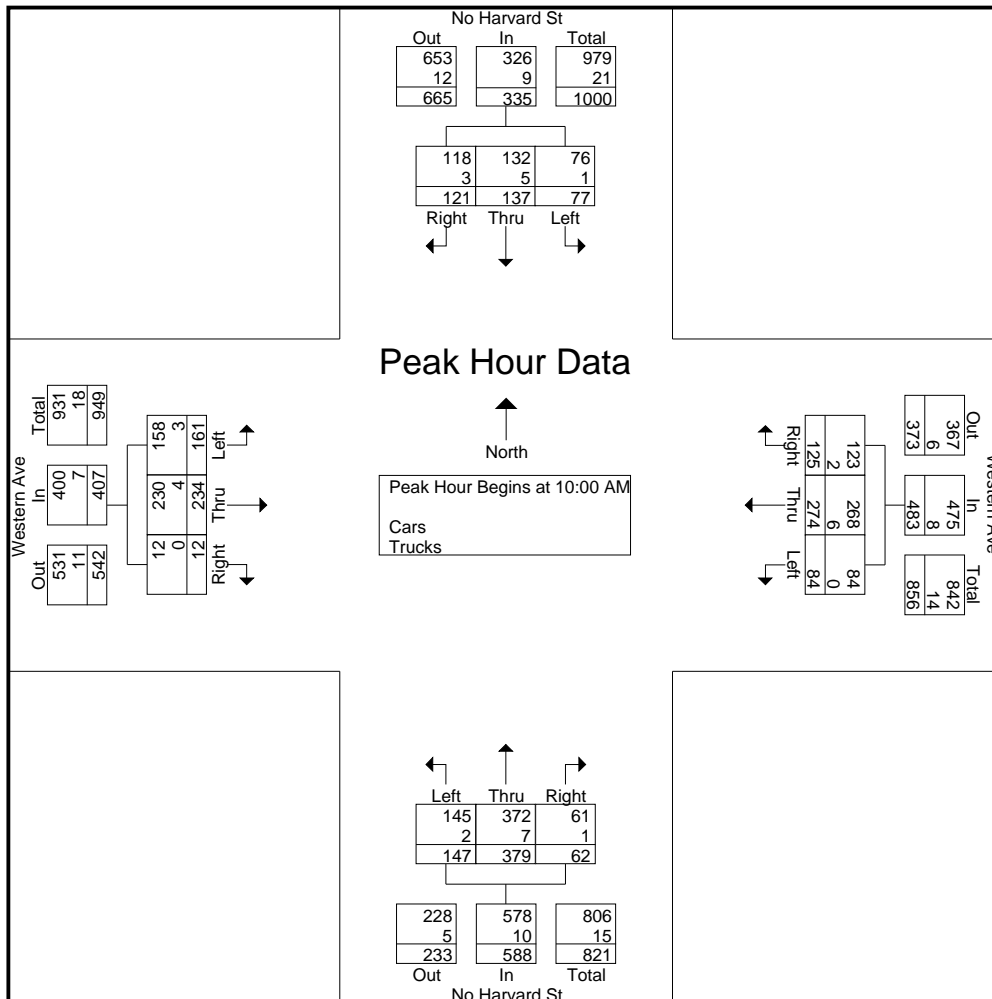 No Harvard St
Out In Total
653 326 979
12 9 21
665 335 1000
118 132 76
3 5 1
121 137 77
Right Thru Left
Peak Hour Data
North
Peak Hour Begins at 10:00 AM
Cars
Trucks
Western Ave
Total
931
18
949
In
400
7
407
Out
531
11
542
Left
158
3
161
Thru
230
4
234
Right
12
0
12
Western Ave
Out
367
6
373
In
475
8
483
Total
842
14
856
Right
123
2
125
Thru
268
6
274
Left
84
0
84
Left Thru Right
145 372 61
2 7 1
147 379 62
228 578 806
5 10 15
233 588 821
Out In Total
No Harvard St